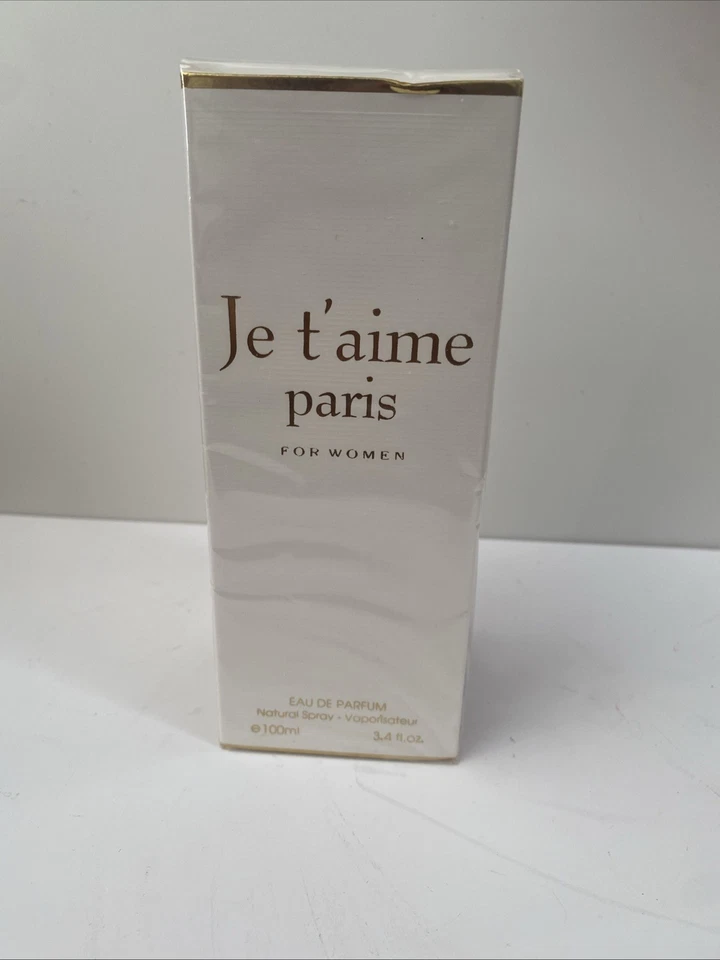 Je t'aime
paris
FOR WOMEN
EAU DE PARFUM
Natural Spray - Vaporisateur
℮100ml 3.4 fl.oz.